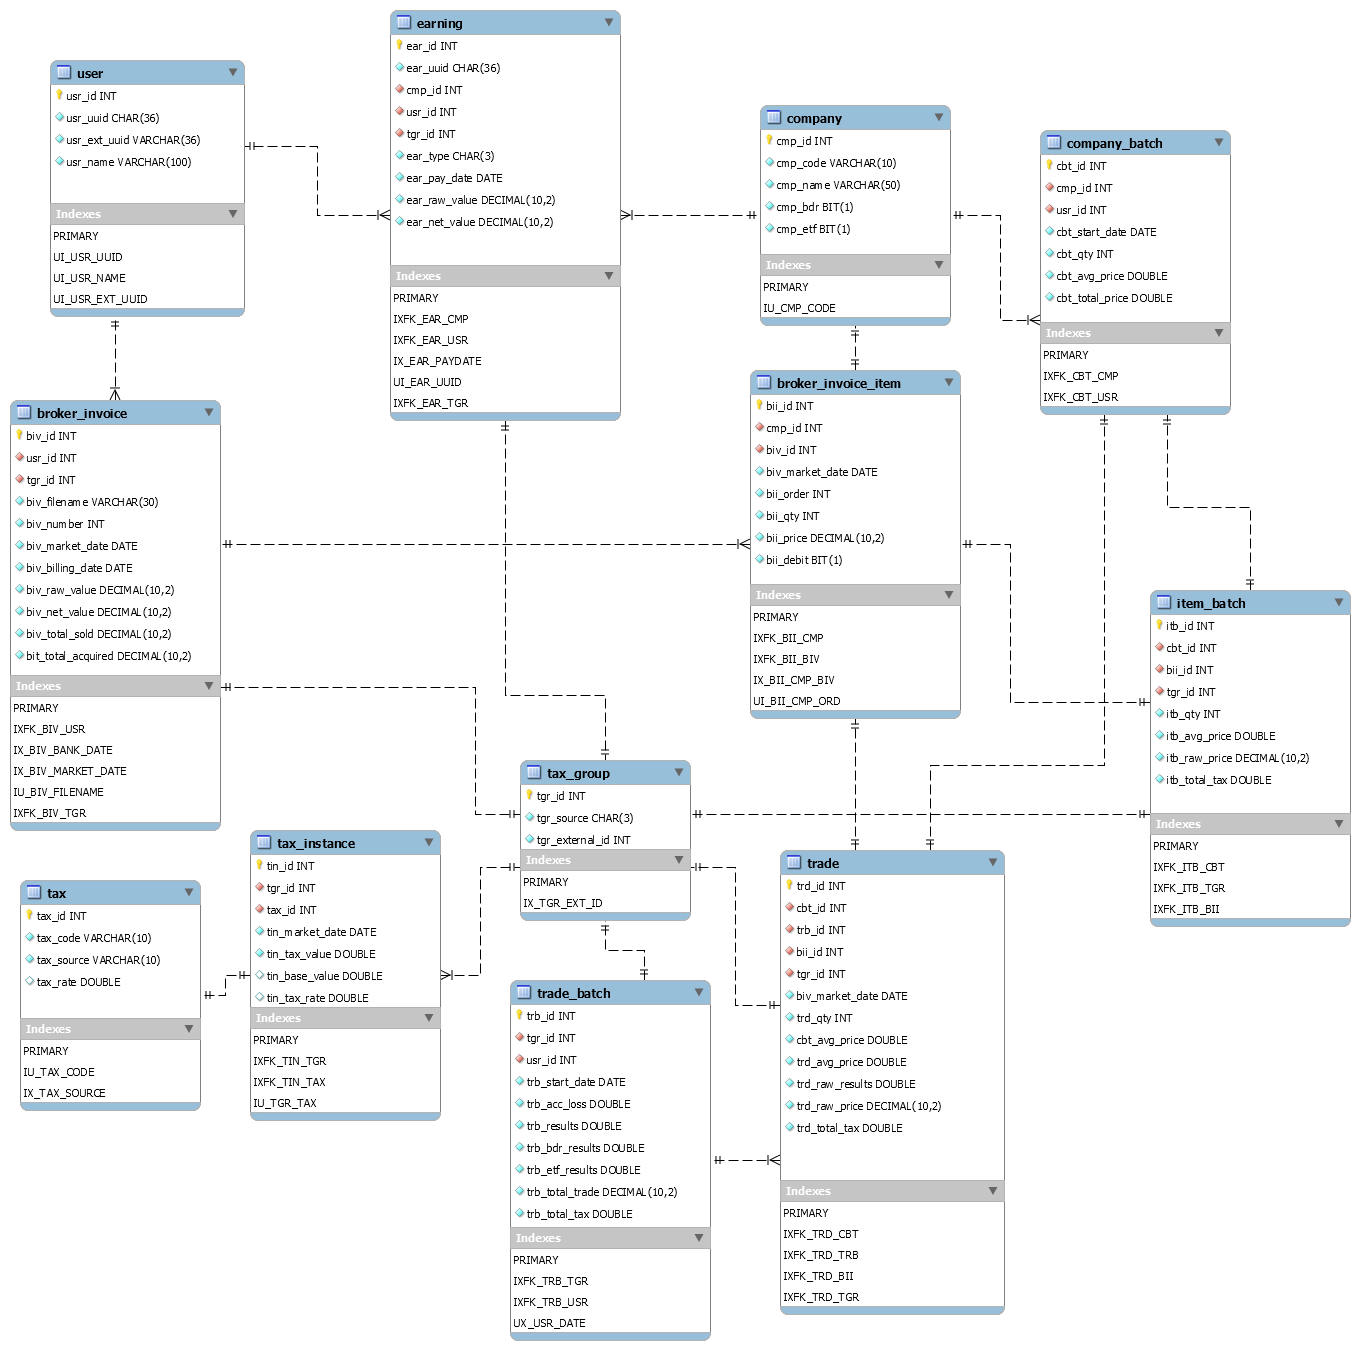 earning
ear_id INT
ear_uuid CHAR(36)
cmp_id INT
usr_id INT
tgr_id INT
ear_type CHAR(3)
ear_pay_date DATE
ear_raw_value DECIMAL(10,2)
ear_net_value DECIMAL(10,2)
Indexes
PRIMARY
IXFK_EAR_CMP
IXFK_EAR_USR
IX_EAR_PAYDATE
UI_EAR_UUID
IXFK_EAR_TGR
user
usr_id INT
usr_uuid CHAR(36)
usr_ext_uuid VARCHAR(36)
usr_name VARCHAR(100)
Indexes
PRIMARY
UI_USR_UUID
UI_USR_NAME
UI_USR_EXT_UUID
company
cmp_id INT
cmp_code VARCHAR(10)
cmp_name VARCHAR(50)
cmp_bdr BIT(1)
cmp_etf BIT(1)
Indexes
PRIMARY
IU_CMP_CODE
company_batch
cbt_id INT
cmp_id INT
usr_id INT
cbt_start_date DATE
cbt_qty INT
cbt_avg_price DOUBLE
cbt_total_price DOUBLE
Indexes
PRIMARY
IXFK_CBT_CMP
IXFK_CBT_USR
broker_invoice
biv_id INT
usr_id INT
tgr_id INT
biv_filename VARCHAR(30)
biv_number INT
biv_market_date DATE
biv_billing_date DATE
biv_raw_value DECIMAL(10,2)
biv_net_value DECIMAL(10,2)
biv_total_sold DECIMAL(10,2)
bit_total_acquired DECIMAL(10,2)
Indexes
PRIMARY
IXFK_BIV_USR
IX_BIV_BANK_DATE
IX_BIV_MARKET_DATE
IU_BIV_FILENAME
IXFK_BIV_TGR
broker_invoice_item
bii_id INT
cmp_id INT
biv_id INT
biv_market_date DATE
bii_order INT
bii_qty INT
bii_price DECIMAL(10,2)
bii_debit BIT(1)
Indexes
PRIMARY
IXFK_BII_CMP
IXFK_BII_BIV
IX_BII_CMP_BIV
UI_BII_CMP_ORD
item_batch
itb_id INT
cbt_id INT
bii_id INT
tgr_id INT
itb_qty INT
itb_avg_price DOUBLE
itb_raw_price DECIMAL(10,2)
itb_total_tax DOUBLE
Indexes
PRIMARY
IXFK_ITB_CBT
IXFK_ITB_TGR
IXFK_ITB_BII
tax_group
tgr_id INT
tgr_source CHAR(3)
tgr_external_id INT
Indexes
PRIMARY
IX_TGR_EXT_ID
tax_instance
tin_id INT
tgr_id INT
tax_id INT
tin_market_date DATE
tin_tax_value DOUBLE
tin_base_value DOUBLE
tin_tax_rate DOUBLE
Indexes
PRIMARY
IXFK_TIN_TGR
IXFK_TIN_TAX
IU_TGR_TAX
tax
tax_id INT
tax_code VARCHAR(10)
tax_source VARCHAR(10)
tax_rate DOUBLE
Indexes
PRIMARY
IU_TAX_CODE
IX_TAX_SOURCE
trade
trd_id INT
cbt_id INT
trb_id INT
bii_id INT
tgr_id INT
biv_market_date DATE
trd_qty INT
cbt_avg_price DOUBLE
trd_avg_price DOUBLE
trd_raw_results DOUBLE
trd_raw_price DECIMAL(10,2)
trd_total_tax DOUBLE
Indexes
PRIMARY
IXFK_TRD_CBT
IXFK_TRD_TRB
IXFK_TRD_BII
IXFK_TRD_TGR
trade_batch
trb_id INT
tgr_id INT
usr_id INT
trb_start_date DATE
trb_acc_loss DOUBLE
trb_results DOUBLE
trb_bdr_results DOUBLE
trb_etf_results DOUBLE
trb_total_trade DECIMAL(10,2)
trb_total_tax DOUBLE
Indexes
PRIMARY
IXFK_TRB_TGR
IXFK_TRB_USR
UX_USR_DATE